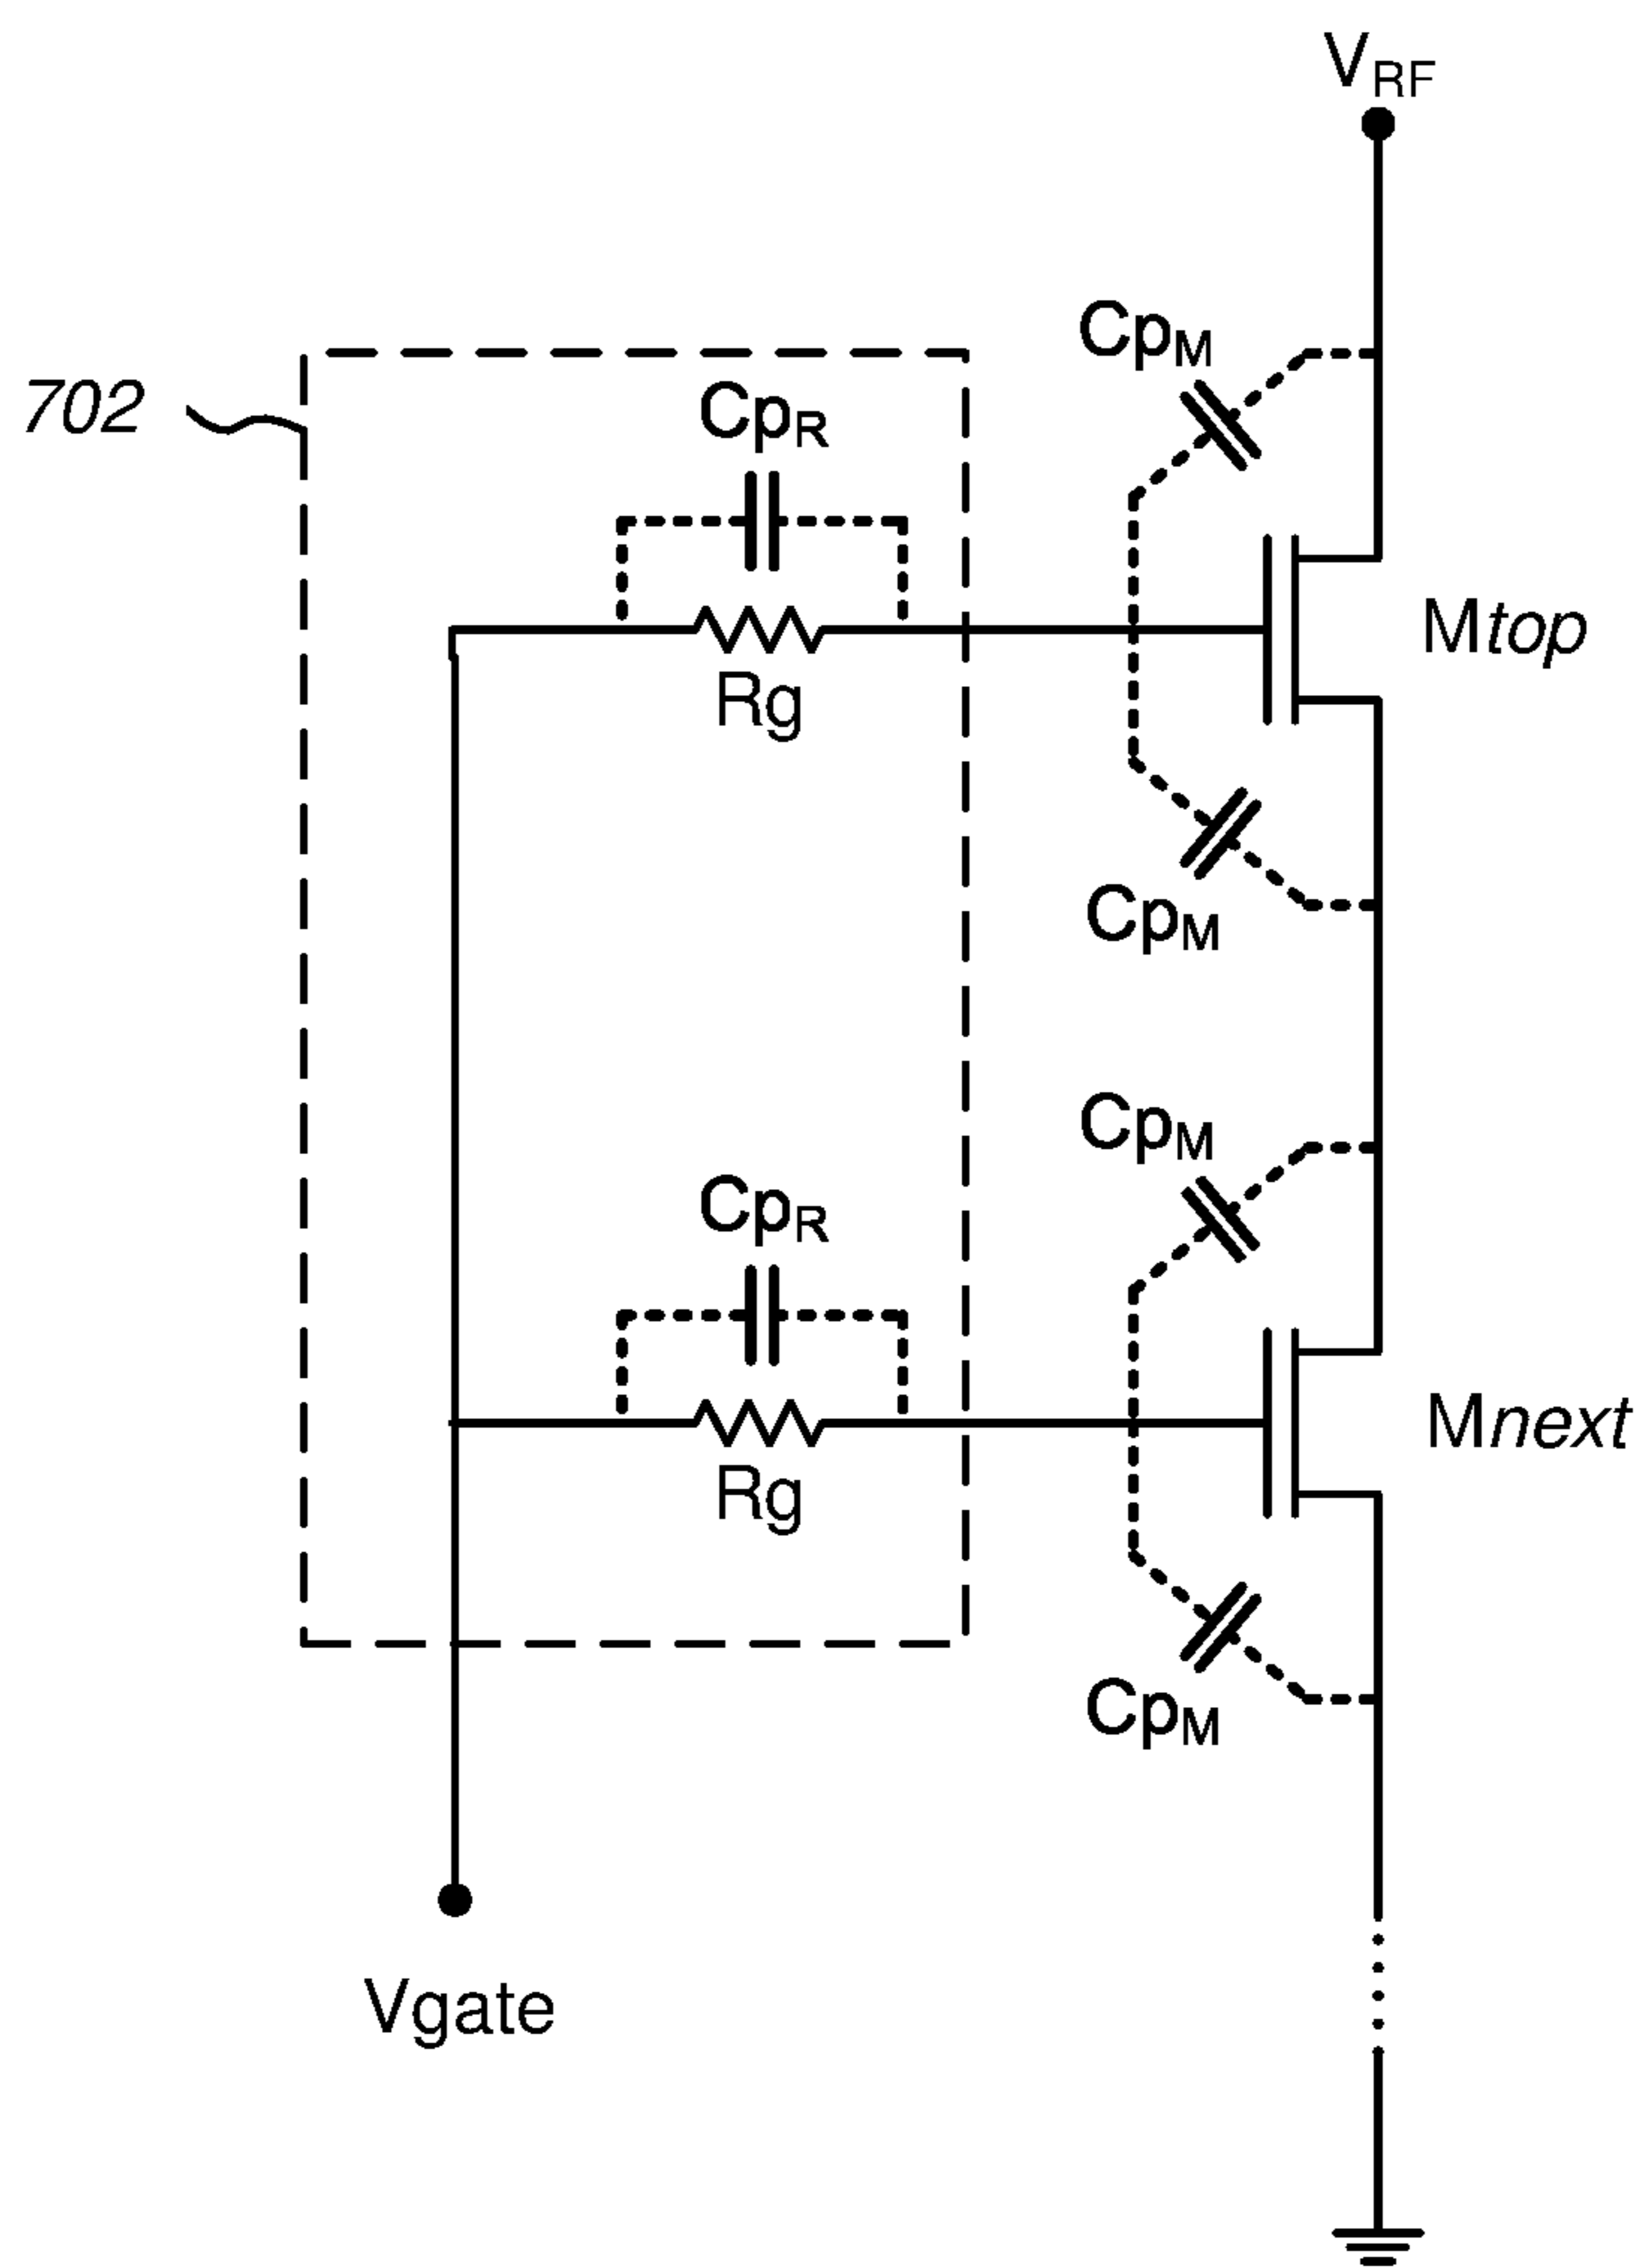 V_RF
Cp_M
702
Cp_R
Mtop
Rg
Cp_M
Cp_M
Cp_R
Mnext
Rg
Cp_M
Vgate